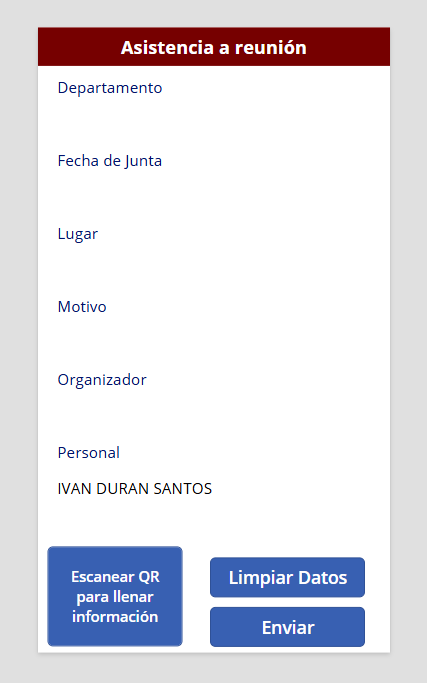 Asistencia a reunión
Departamento
Fecha de Junta
Lugar
Motivo
Organizador
Personal
IVAN DURAN SANTOS
Escanear QR
para llenar
información
Limpiar Datos
Enviar